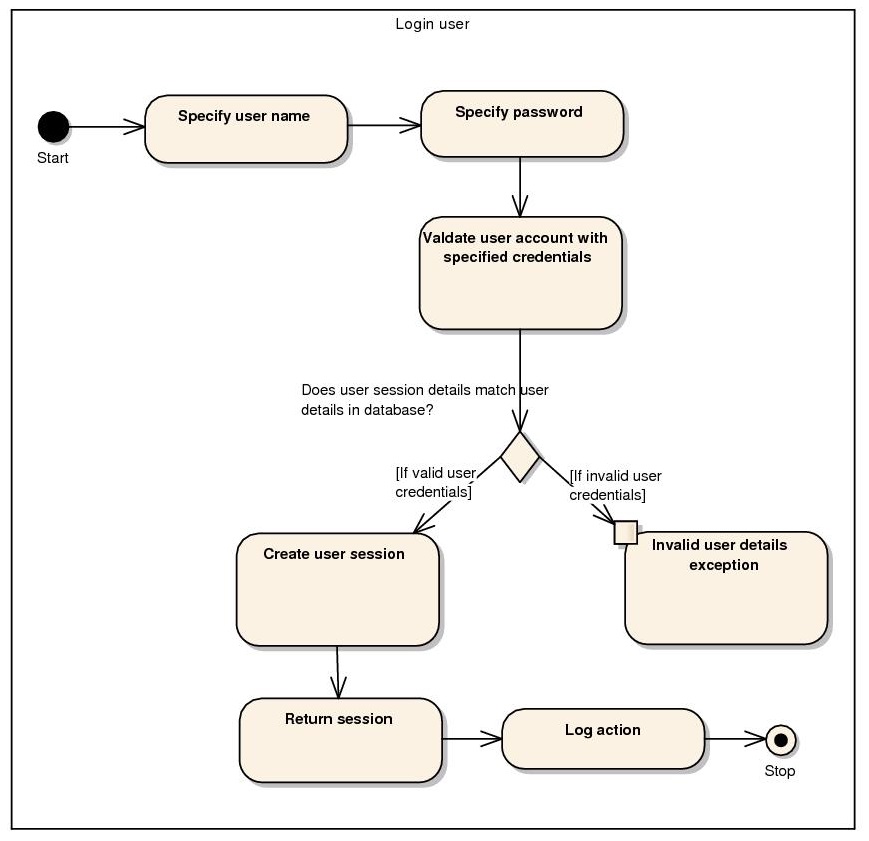 Login user
Specify user name
Specify password
Start
Valdate user account with
specified credentials
Does user session details match user
details in database?
[If valid user
credentials]
[If invalid user
credentials]
Create user session
Invalid user details
exception
Return session
Log action
Stop